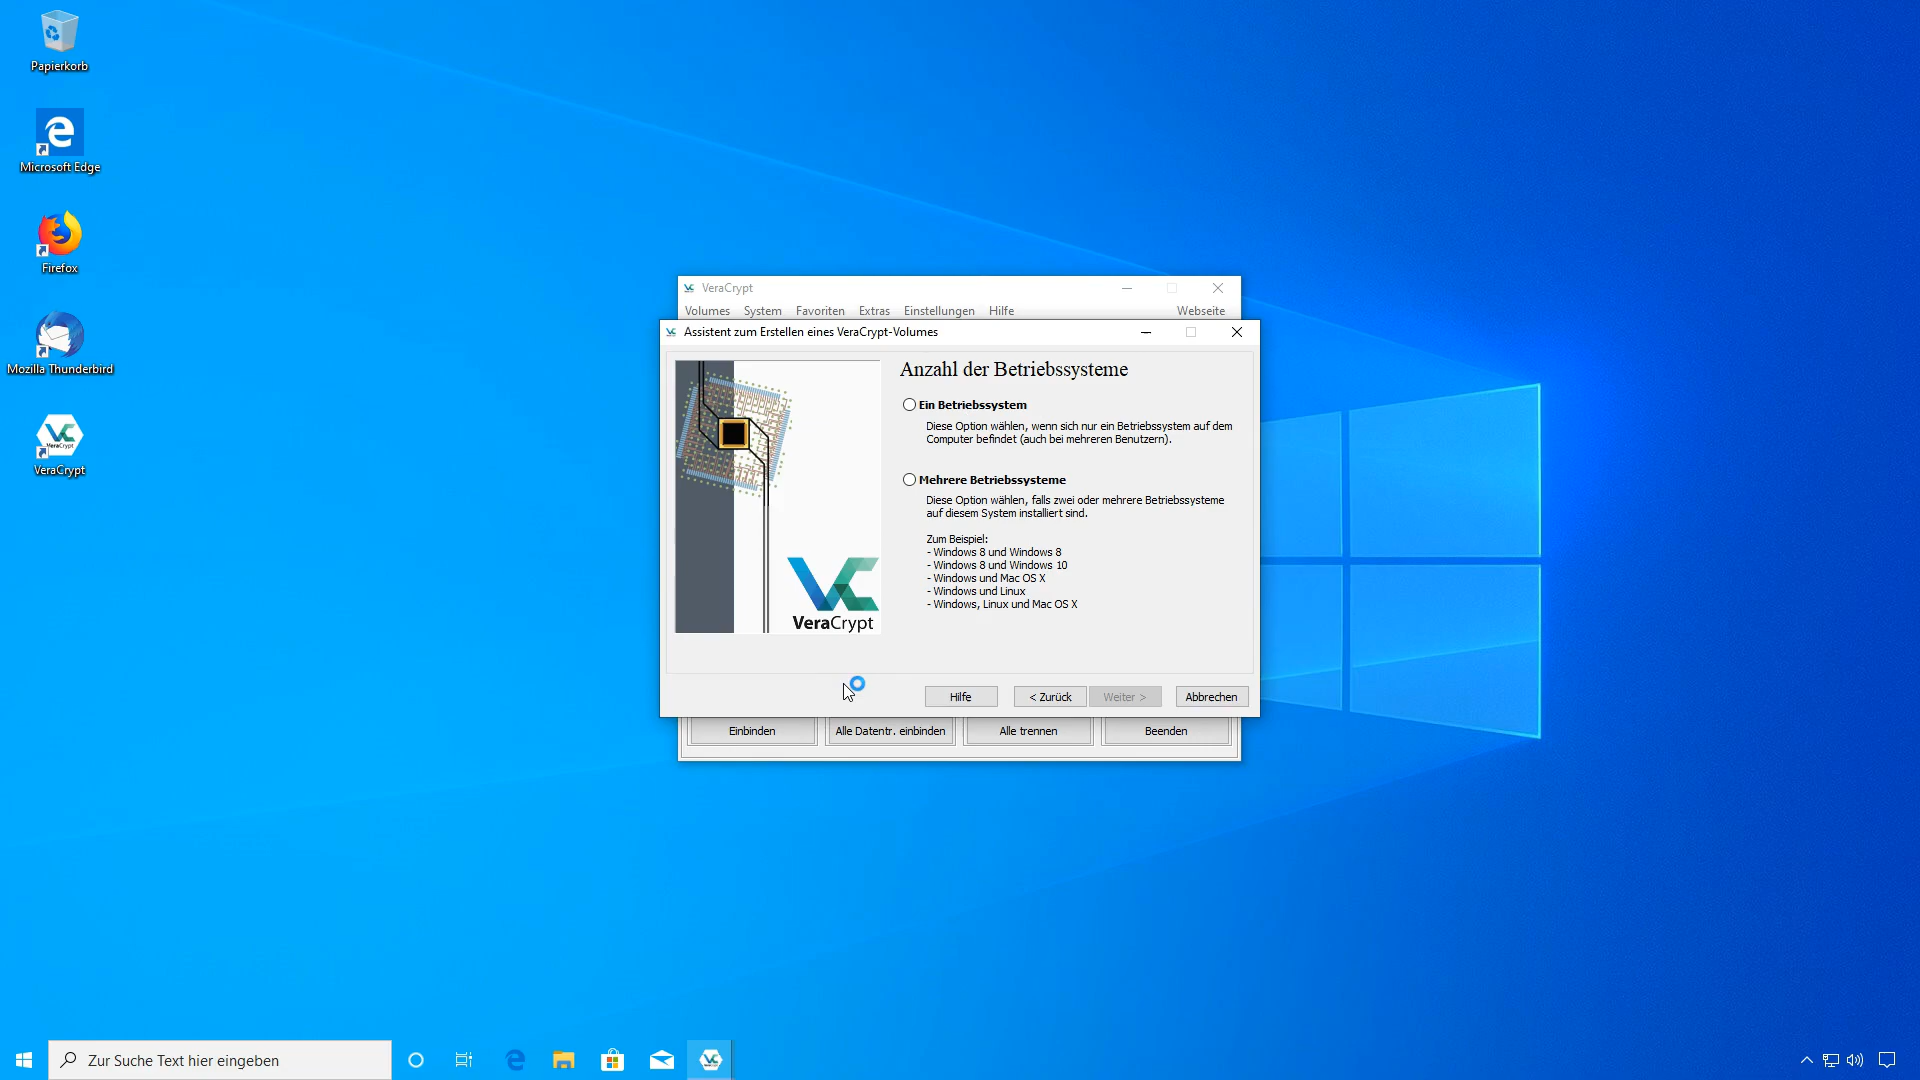 Papierkorb
Microsoft Edge
Firefox
Mozilla Thunderbird
VeraCrypt
VeraCrypt
VeraCrypt
Volumes System Favoriten Extras Einstellungen Hilfe Webseite
Assistent zum Erstellen eines VeraCrypt-Volumes
Anzahl der Betriebssysteme
Ein Betriebssystem
Diese Option wählen, wenn sich nur ein Betriebssystem auf dem
Computer befindet (auch bei mehreren Benutzern).
Mehrere Betriebssysteme
Diese Option wählen, falls zwei oder mehrere Betriebssysteme
auf diesem System installiert sind.
Zum Beispiel:
- Windows 8 und Windows 8
- Windows 8 und Windows 10
- Windows und Mac OS X
- Windows und Linux
- Windows, Linux und Mac OS X
VeraCrypt
Hilfe < Zurück Weiter > Abbrechen
Einbinden Alle Datentr. einbinden Alle trennen Beenden
Zur Suche Text hier eingeben